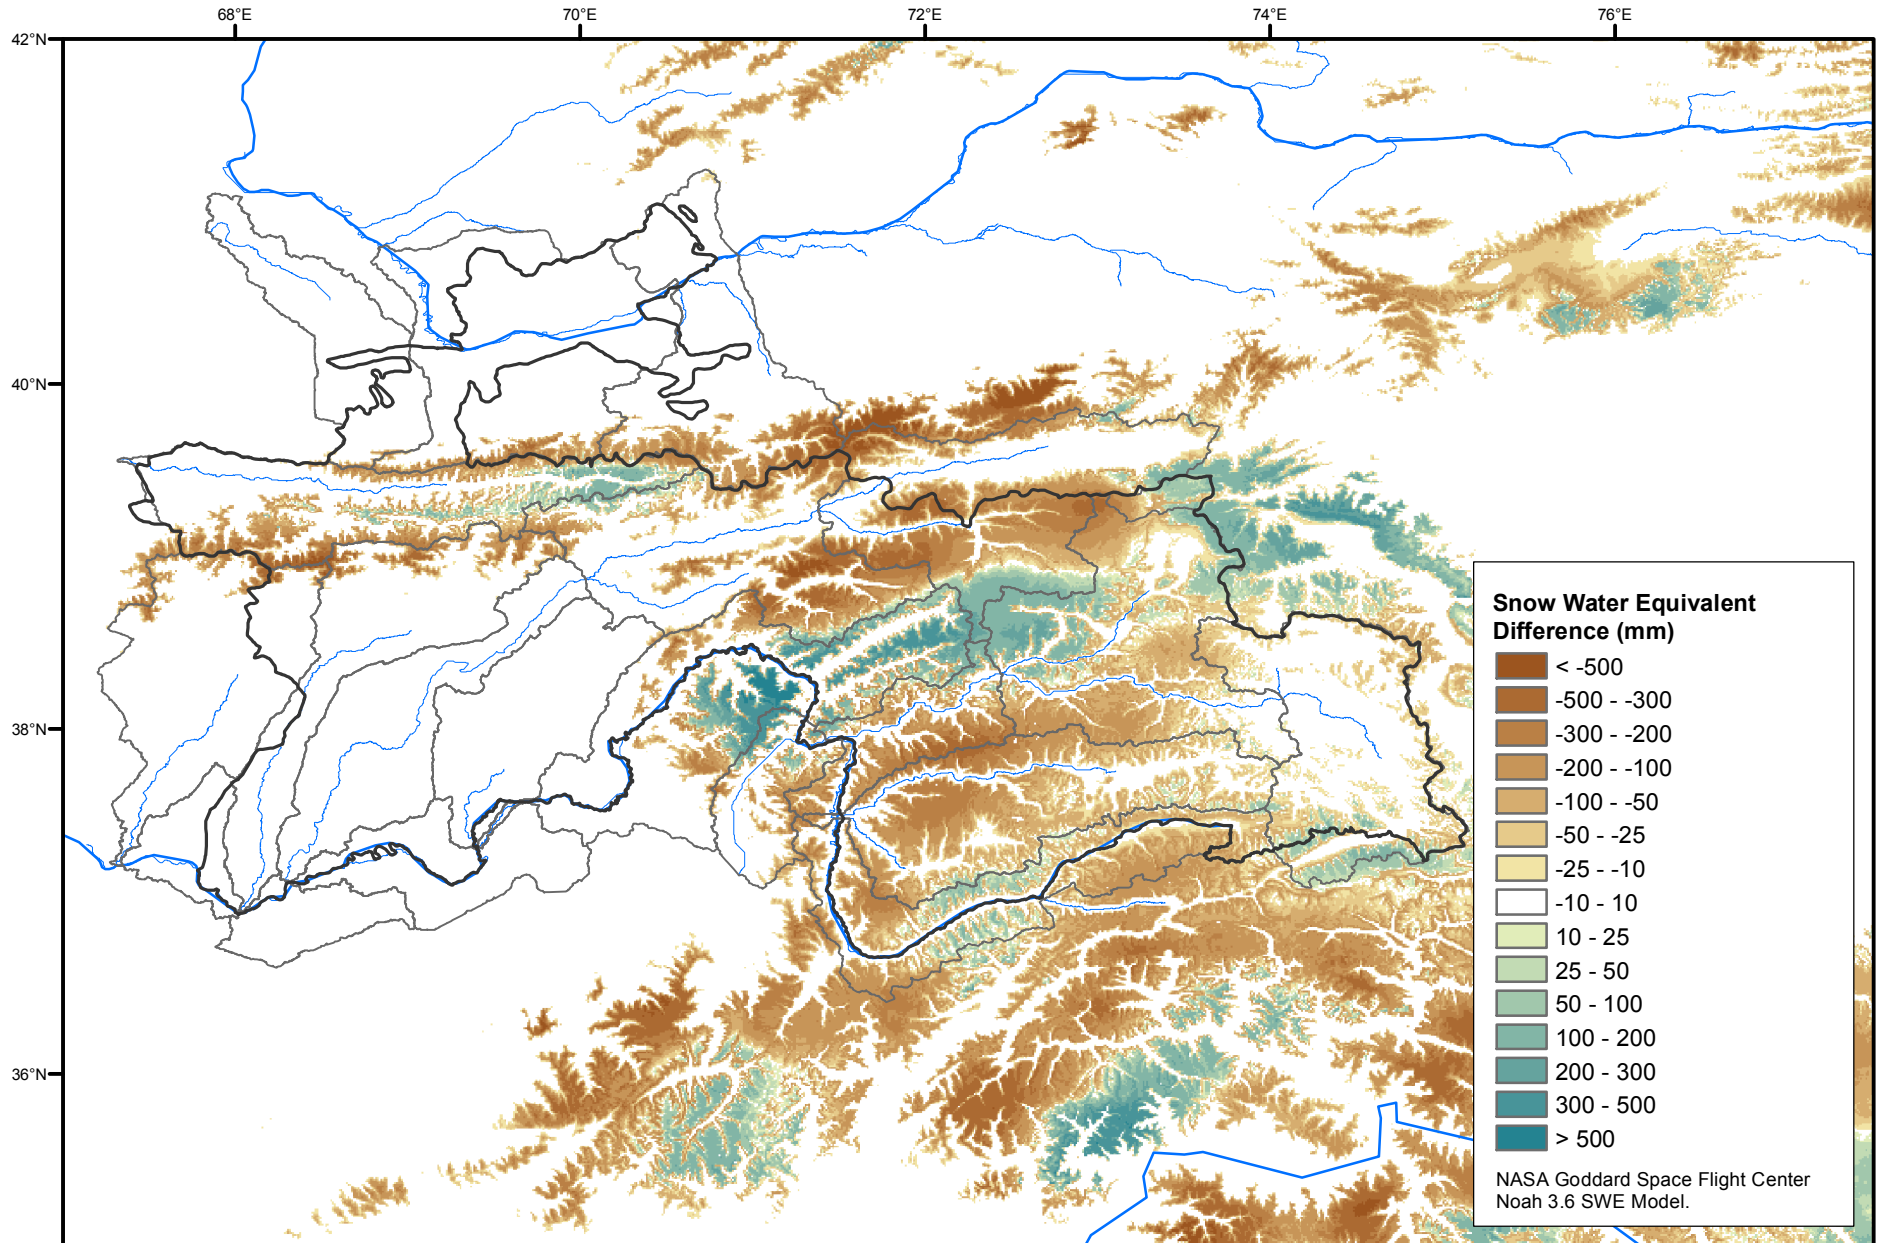 68°E
70°E
72°E
74°E
76°E
42°N
40°N
38°N
36°N
Snow Water Equivalent
Difference (mm)
< -500
-500 - -300
-300 - -200
-200 - -100
-100 - -50
-50 - -25
-25 - -10
-10 - 10
10 - 25
25 - 50
50 - 100
100 - 200
200 - 300
300 - 500
> 500
NASA Goddard Space Flight Center
Noah 3.6 SWE Model.